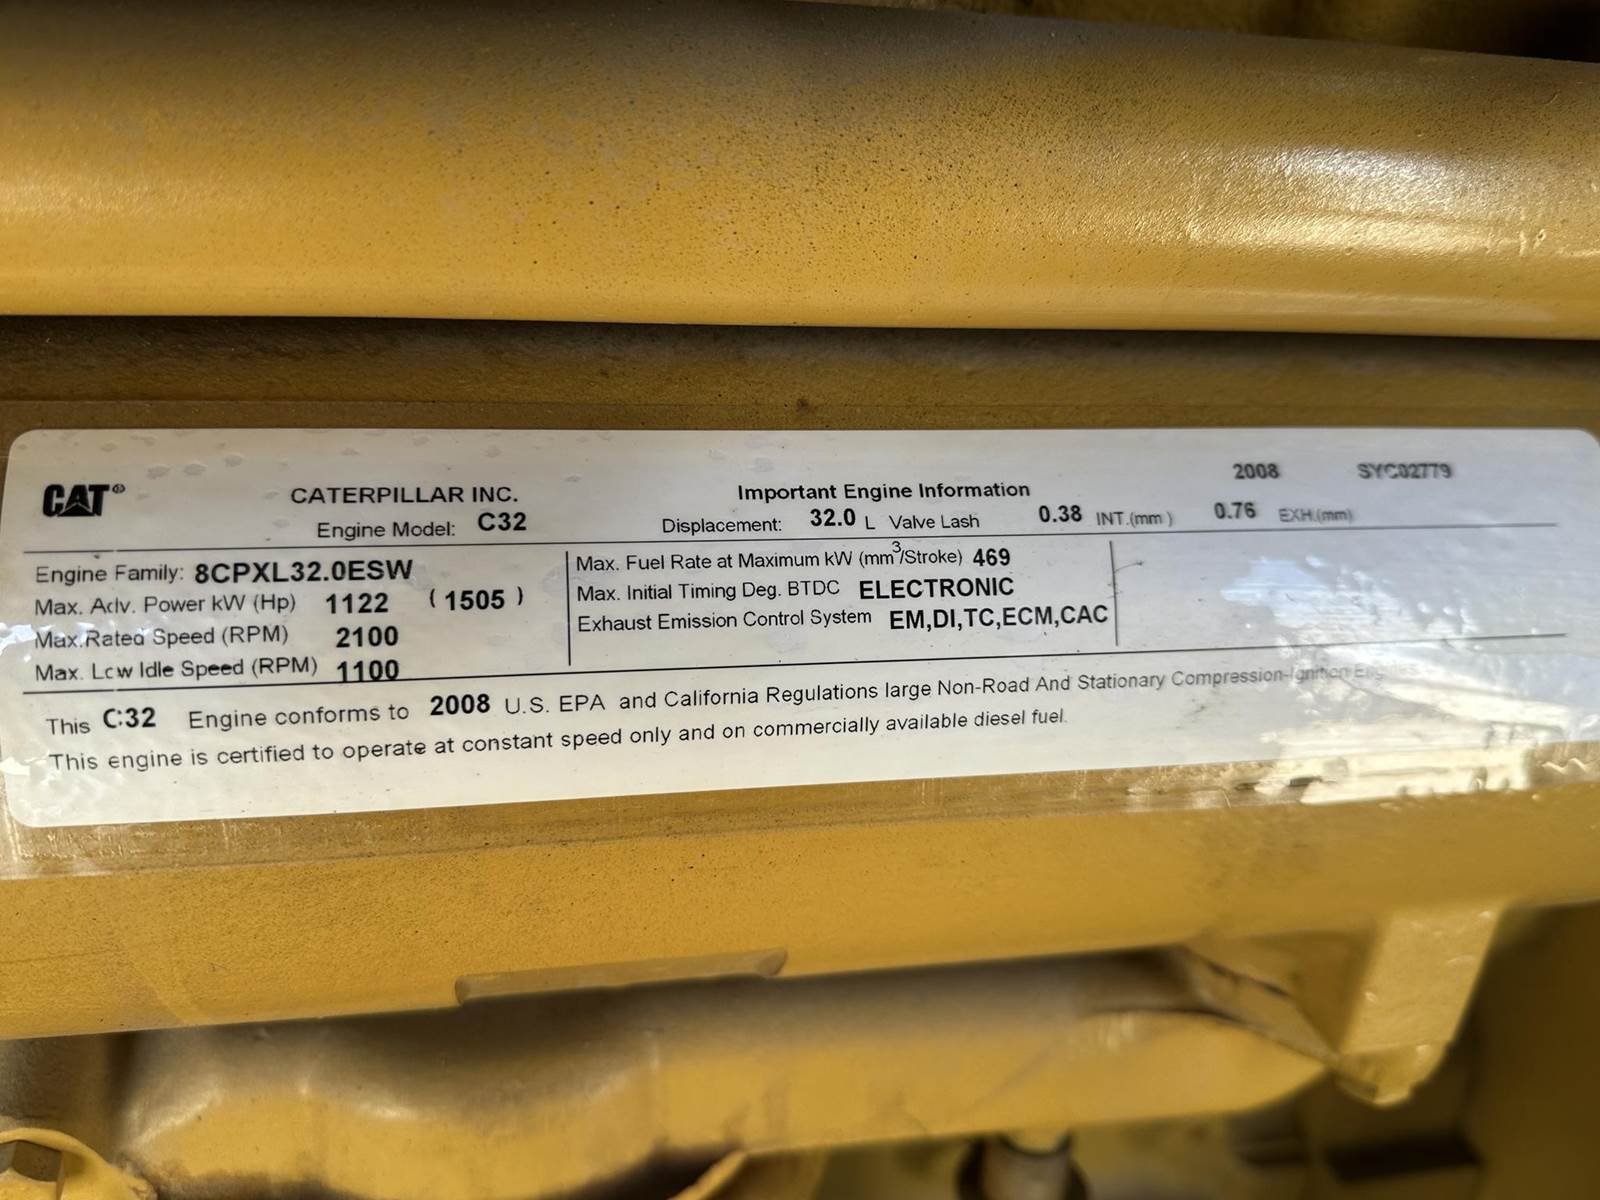 2008 SYC02779
CAT® CATERPILLAR INC. Important Engine Information
Engine Model: C32 Displacement: 32.0 L Valve Lash 0.38 INT.(mm) 0.76 EXH.(mm)
Engine Family: 8CPXL32.0ESW
Max. Adv. Power kW (Hp) 1122 (1505)
Max.Rated Speed (RPM) 2100
Max. Low Idle Speed (RPM) 1100
Max. Fuel Rate at Maximum kW (mm³/Stroke) 469
Max. Initial Timing Deg. BTDC ELECTRONIC
Exhaust Emission Control System EM,DI,TC,ECM,CAC
This C32 Engine conforms to 2008 U.S. EPA and California Regulations large Non-Road And Stationary Compression-Ignition Engines
This engine is certified to operate at constant speed only and on commercially available diesel fuel.